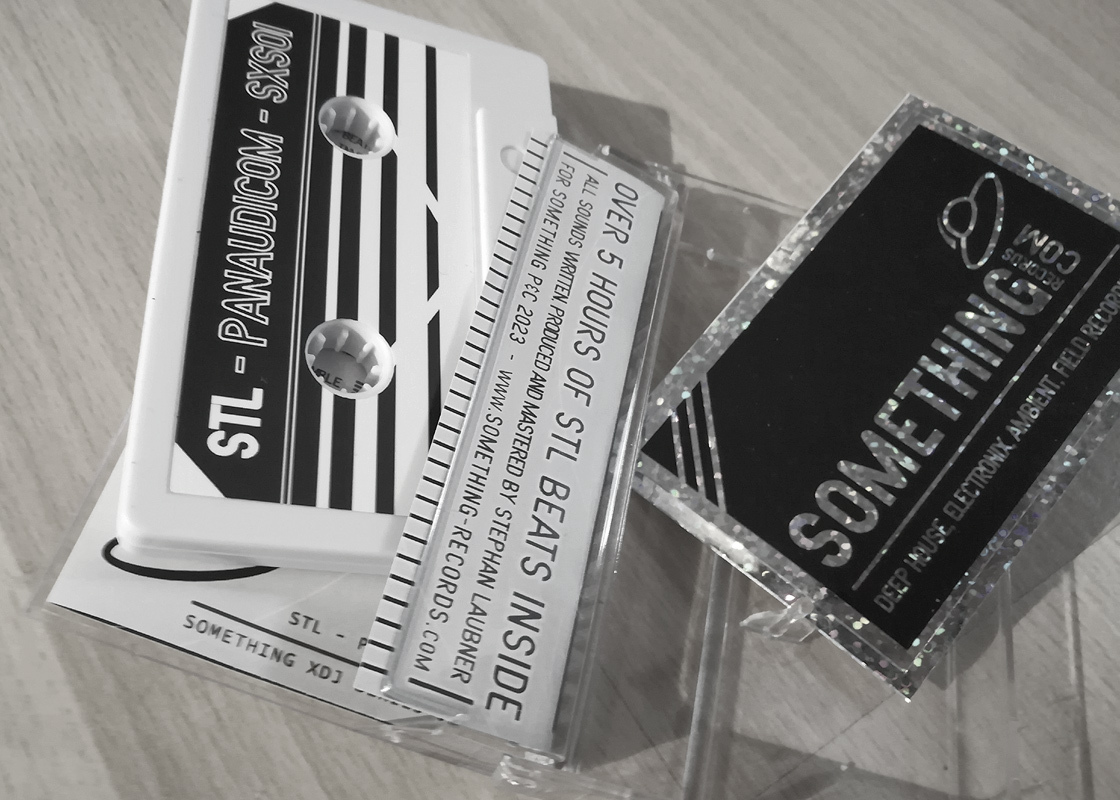 STL - PANAUDICOM - SXS01
OVER 5 HOURS OF STL BEATS INSIDE
ALL SOUNDS WRITTEN PRODUCED AND MASTERED BY STEPHAN LAUBNER
FOR SOMETHING P&C 2023 - WWW.SOMETHING-RECORDS.COM
STL -
SOMETHING XDJ
SOMETHING
RECORDS
COM
DEEP HOUSE, ELECTRONIX, AMBIENT, FIELD